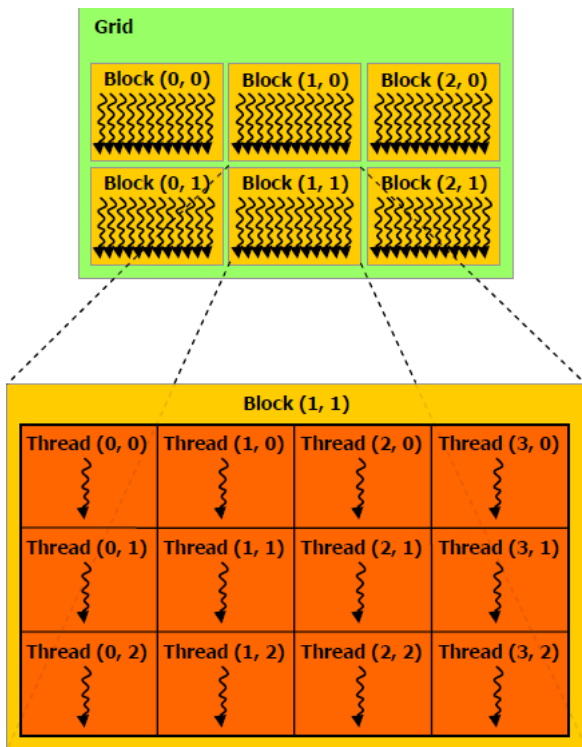 Grid
Block (0, 0) Block (1, 0) Block (2, 0)
Block (0, 1) Block (1, 1) Block (2, 1)
Block (1, 1)
Thread (0, 0) Thread (1, 0) Thread (2, 0) Thread (3, 0)
Thread (0, 1) Thread (1, 1) Thread (2, 1) Thread (3, 1)
Thread (0, 2) Thread (1, 2) Thread (2, 2) Thread (3, 2)